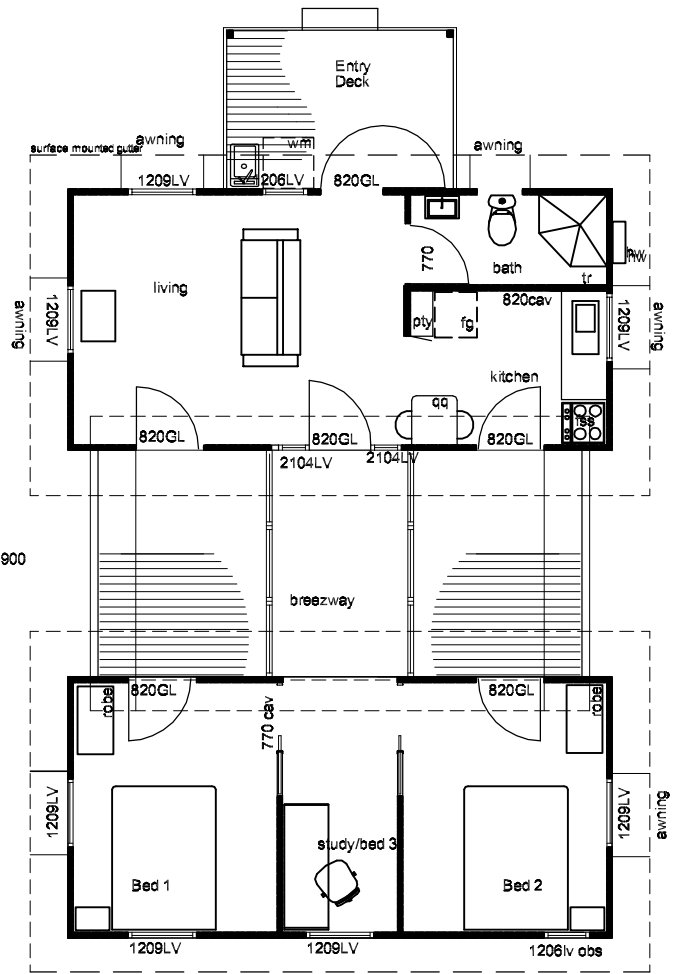 Entry
Deck
awning
surface mounted gutter
wm
awning
1209LV
206LV
820GL
770
bath
hw
tr
living
820cav
pty
fg
awning
1209LV
1209LV
awning
kitchen
820GL
820GL
820GL
2104LV
2104LV
900
breezway
robe
820GL
770 cav
820GL
robe
1209LV
study/bed 3
1209LV
awning
Bed 1
Bed 2
1209LV
1209LV
1206lv obs